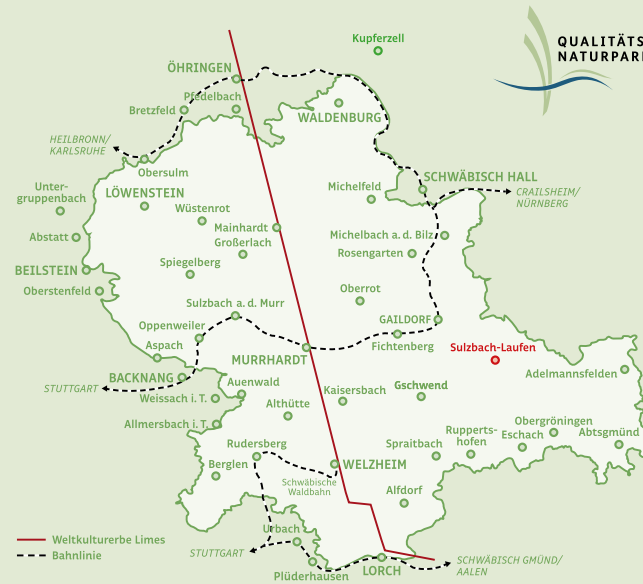 QUALITÄTS
NATURPAR
Kupferzell
ÖHRINGEN
Pfedelbach
Bretzfeld
WALDENBURG
HEILBRONN/
KARLSRUHE
Obersulm
SCHWÄBISCH HALL
Unter-
gruppenbach
LÖWENSTEIN
Michelfeld
CRAILSHEIM/
NÜRNBERG
Wüstenrot
Abstatt
Mainhardt
Michelbach a. d. Bilz
Großerlach
Rosengarten
BEILSTEIN
Spiegelberg
Oberstenfeld
Oberrot
Sulzbach a. d. Murr
Oppenweiler
GAILDORF
Aspach
MURRHARDT
Fichtenberg
Sulzbach-Laufen
BACKNANG
Adelmannsfelden
STUTTGART
Auenwald
Weissach i. T.
Kaisersbach
Gschwend
Althütte
Allmersbach i. T.
Obergröningen
Rupperts-
hofen
Eschach
Abtsgmünd
Rudersberg
Spraitbach
Berglen
WELZHEIM
Schwäbische
Waldbahn
Alfdorf
Urbach
Weltkulturerbe Limes
Bahnlinie
STUTTGART
Plüderhausen
LORCH
SCHWÄBISCH GMÜND/
AALEN